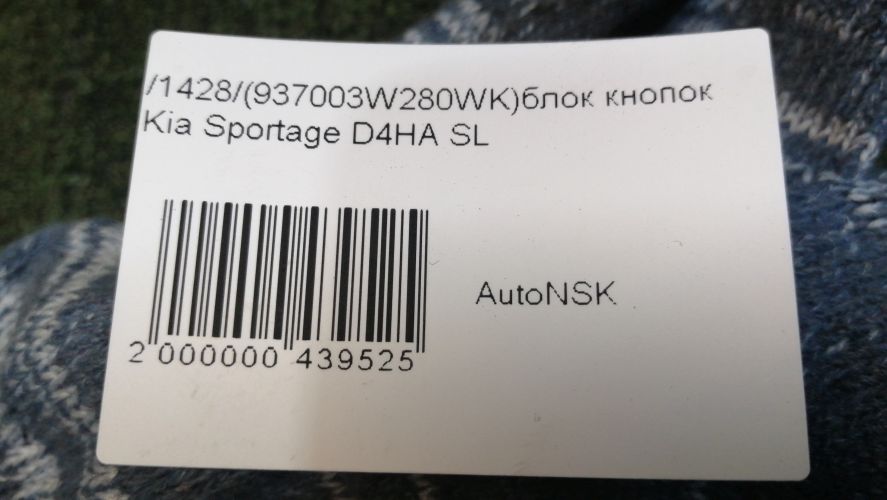 /1428/(937003W280WK)блок кнопок
Kia Sportage D4HA SL
AutoNSK
2 000000 439525